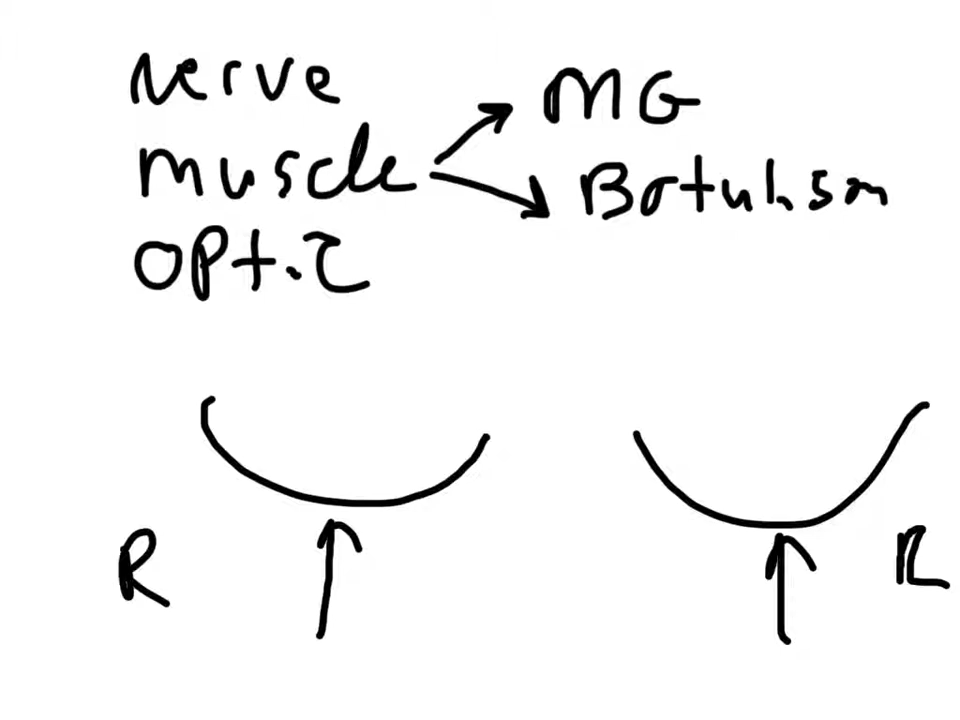 nerve
muscle → MG
→ Botulism
optic
R
R